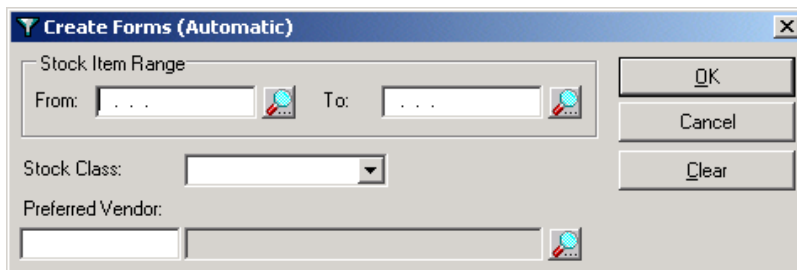 Create Forms (Automatic)
Stock Item Range
From: . . . To: . . .
OK
Cancel
Stock Class:
Clear
Preferred Vendor: